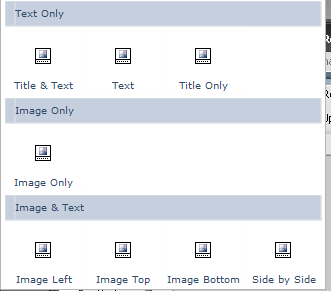 Text Only
Title & Text Text Title Only
Image Only
Image Only
Image & Text
Image Left Image Top Image Bottom Side by Side